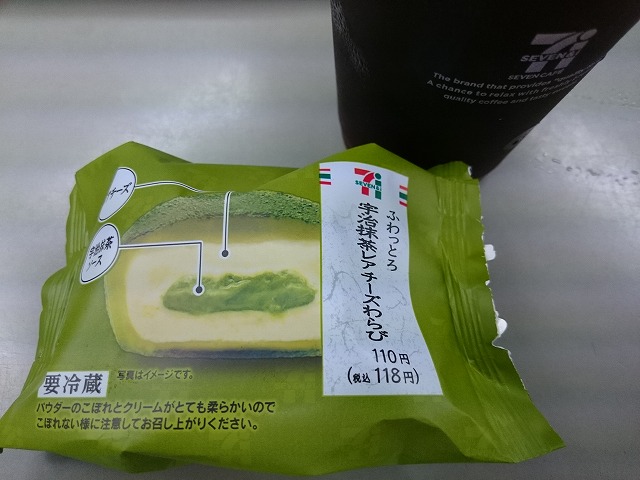 SEVEN CAFÉ
The brand that provides
A chance to relax with
quality coffee and
ふわっとろ
宇治抹茶レアチーズわらび
110円
(税込118円)
チーズ
宇治抹茶
ソース
要冷蔵
写真はイメージです。
パウダーのこぼれとクリームがとても柔らかいので
こぼれない様に注意してお召し上がりください。